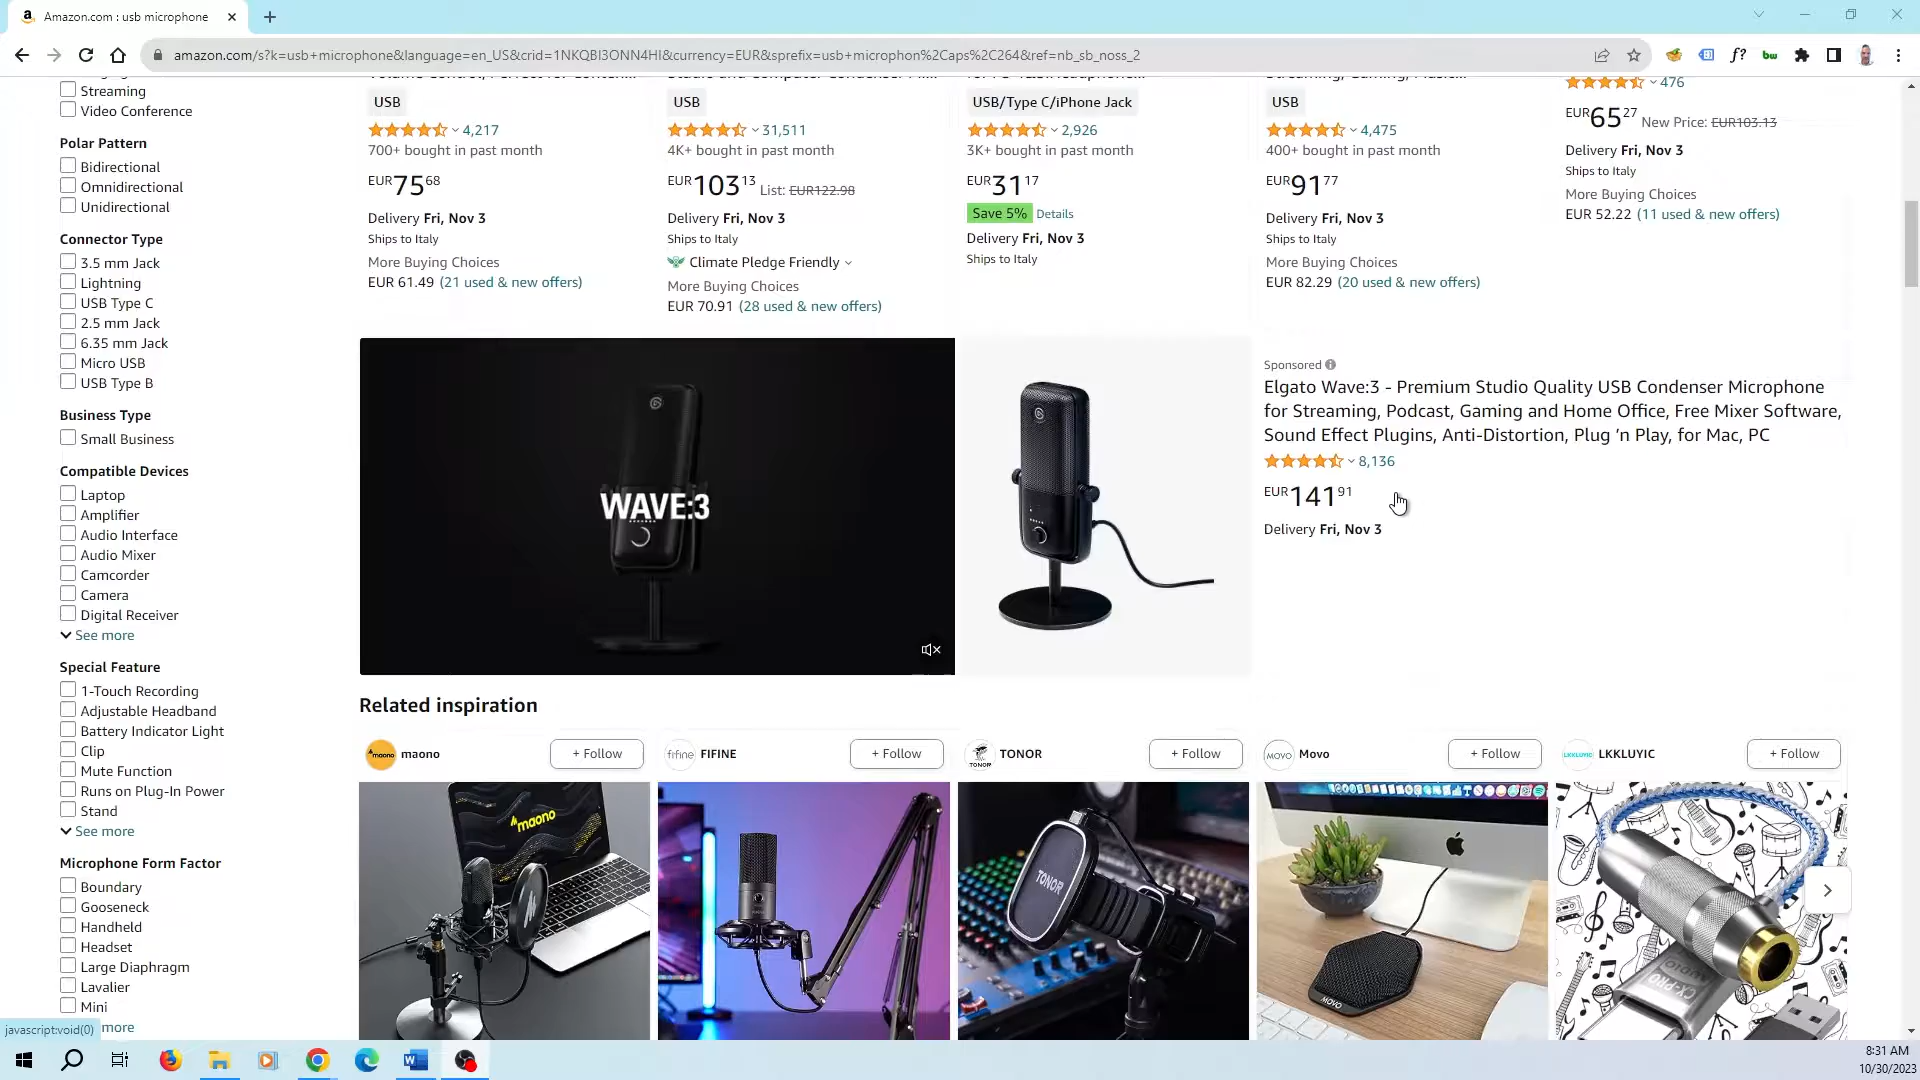 Amazon.com : usb microphone
amazon.com/s?k=usb+microphone&language=en_US&crid=1NKQBI3ONN4HI&currency=EUR&sprefix=usb+microphon%2Caps%2C264&ref=nb_sb_noss_2
Streaming
Video Conference
Polar Pattern
Bidirectional
Omnidirectional
Unidirectional
Connector Type
3.5 mm Jack
Lightning
USB Type C
2.5 mm Jack
6.35 mm Jack
Micro USB
USB Type B
Business Type
Small Business
Compatible Devices
Laptop
Amplifier
Audio Interface
Audio Mixer
Camcorder
Camera
Digital Receiver
See more
Special Feature
1-Touch Recording
Adjustable Headband
Battery Indicator Light
Clip
Mute Function
Runs on Plug-In Power
Stand
See more
Microphone Form Factor
Boundary
Gooseneck
Handheld
Headset
Large Diaphragm
Lavalier
Mini
more
javascript:void(0)
USB
4,217
700+ bought in past month
EUR7568
Delivery Fri, Nov 3
Ships to Italy
More Buying Choices
EUR 61.49 (21 used & new offers)
USB
31,511
4K+ bought in past month
EUR10313 List: EUR122.98
Delivery Fri, Nov 3
Ships to Italy
Climate Pledge Friendly
More Buying Choices
EUR 70.91 (28 used & new offers)
USB/Type C/iPhone Jack
2,926
3K+ bought in past month
EUR3117
Save 5% Details
Delivery Fri, Nov 3
Ships to Italy
Streaming, Gaming, Music...
USB
4,475
400+ bought in past month
EUR9177
Delivery Fri, Nov 3
Ships to Italy
More Buying Choices
EUR 82.29 (20 used & new offers)
476
EUR6527 New Price: EUR103.13
Delivery Fri, Nov 3
Ships to Italy
More Buying Choices
EUR 52.22 (11 used & new offers)
WAVE:3
Sponsored
Elgato Wave:3 - Premium Studio Quality USB Condenser Microphone
for Streaming, Podcast, Gaming and Home Office, Free Mixer Software,
Sound Effect Plugins, Anti-Distortion, Plug ’n Play, for Mac, PC
8,136
EUR14191
Delivery Fri, Nov 3
Related inspiration
maono
maono
+ Follow
fifine
FIFINE
+ Follow
TONOR
TONOR
+ Follow
MOVO
Movo
+ Follow
LKKLUYIC
LKKLUYIC
+ Follow
maono
TONOR
MOVO
8:31 AM
10/30/2023